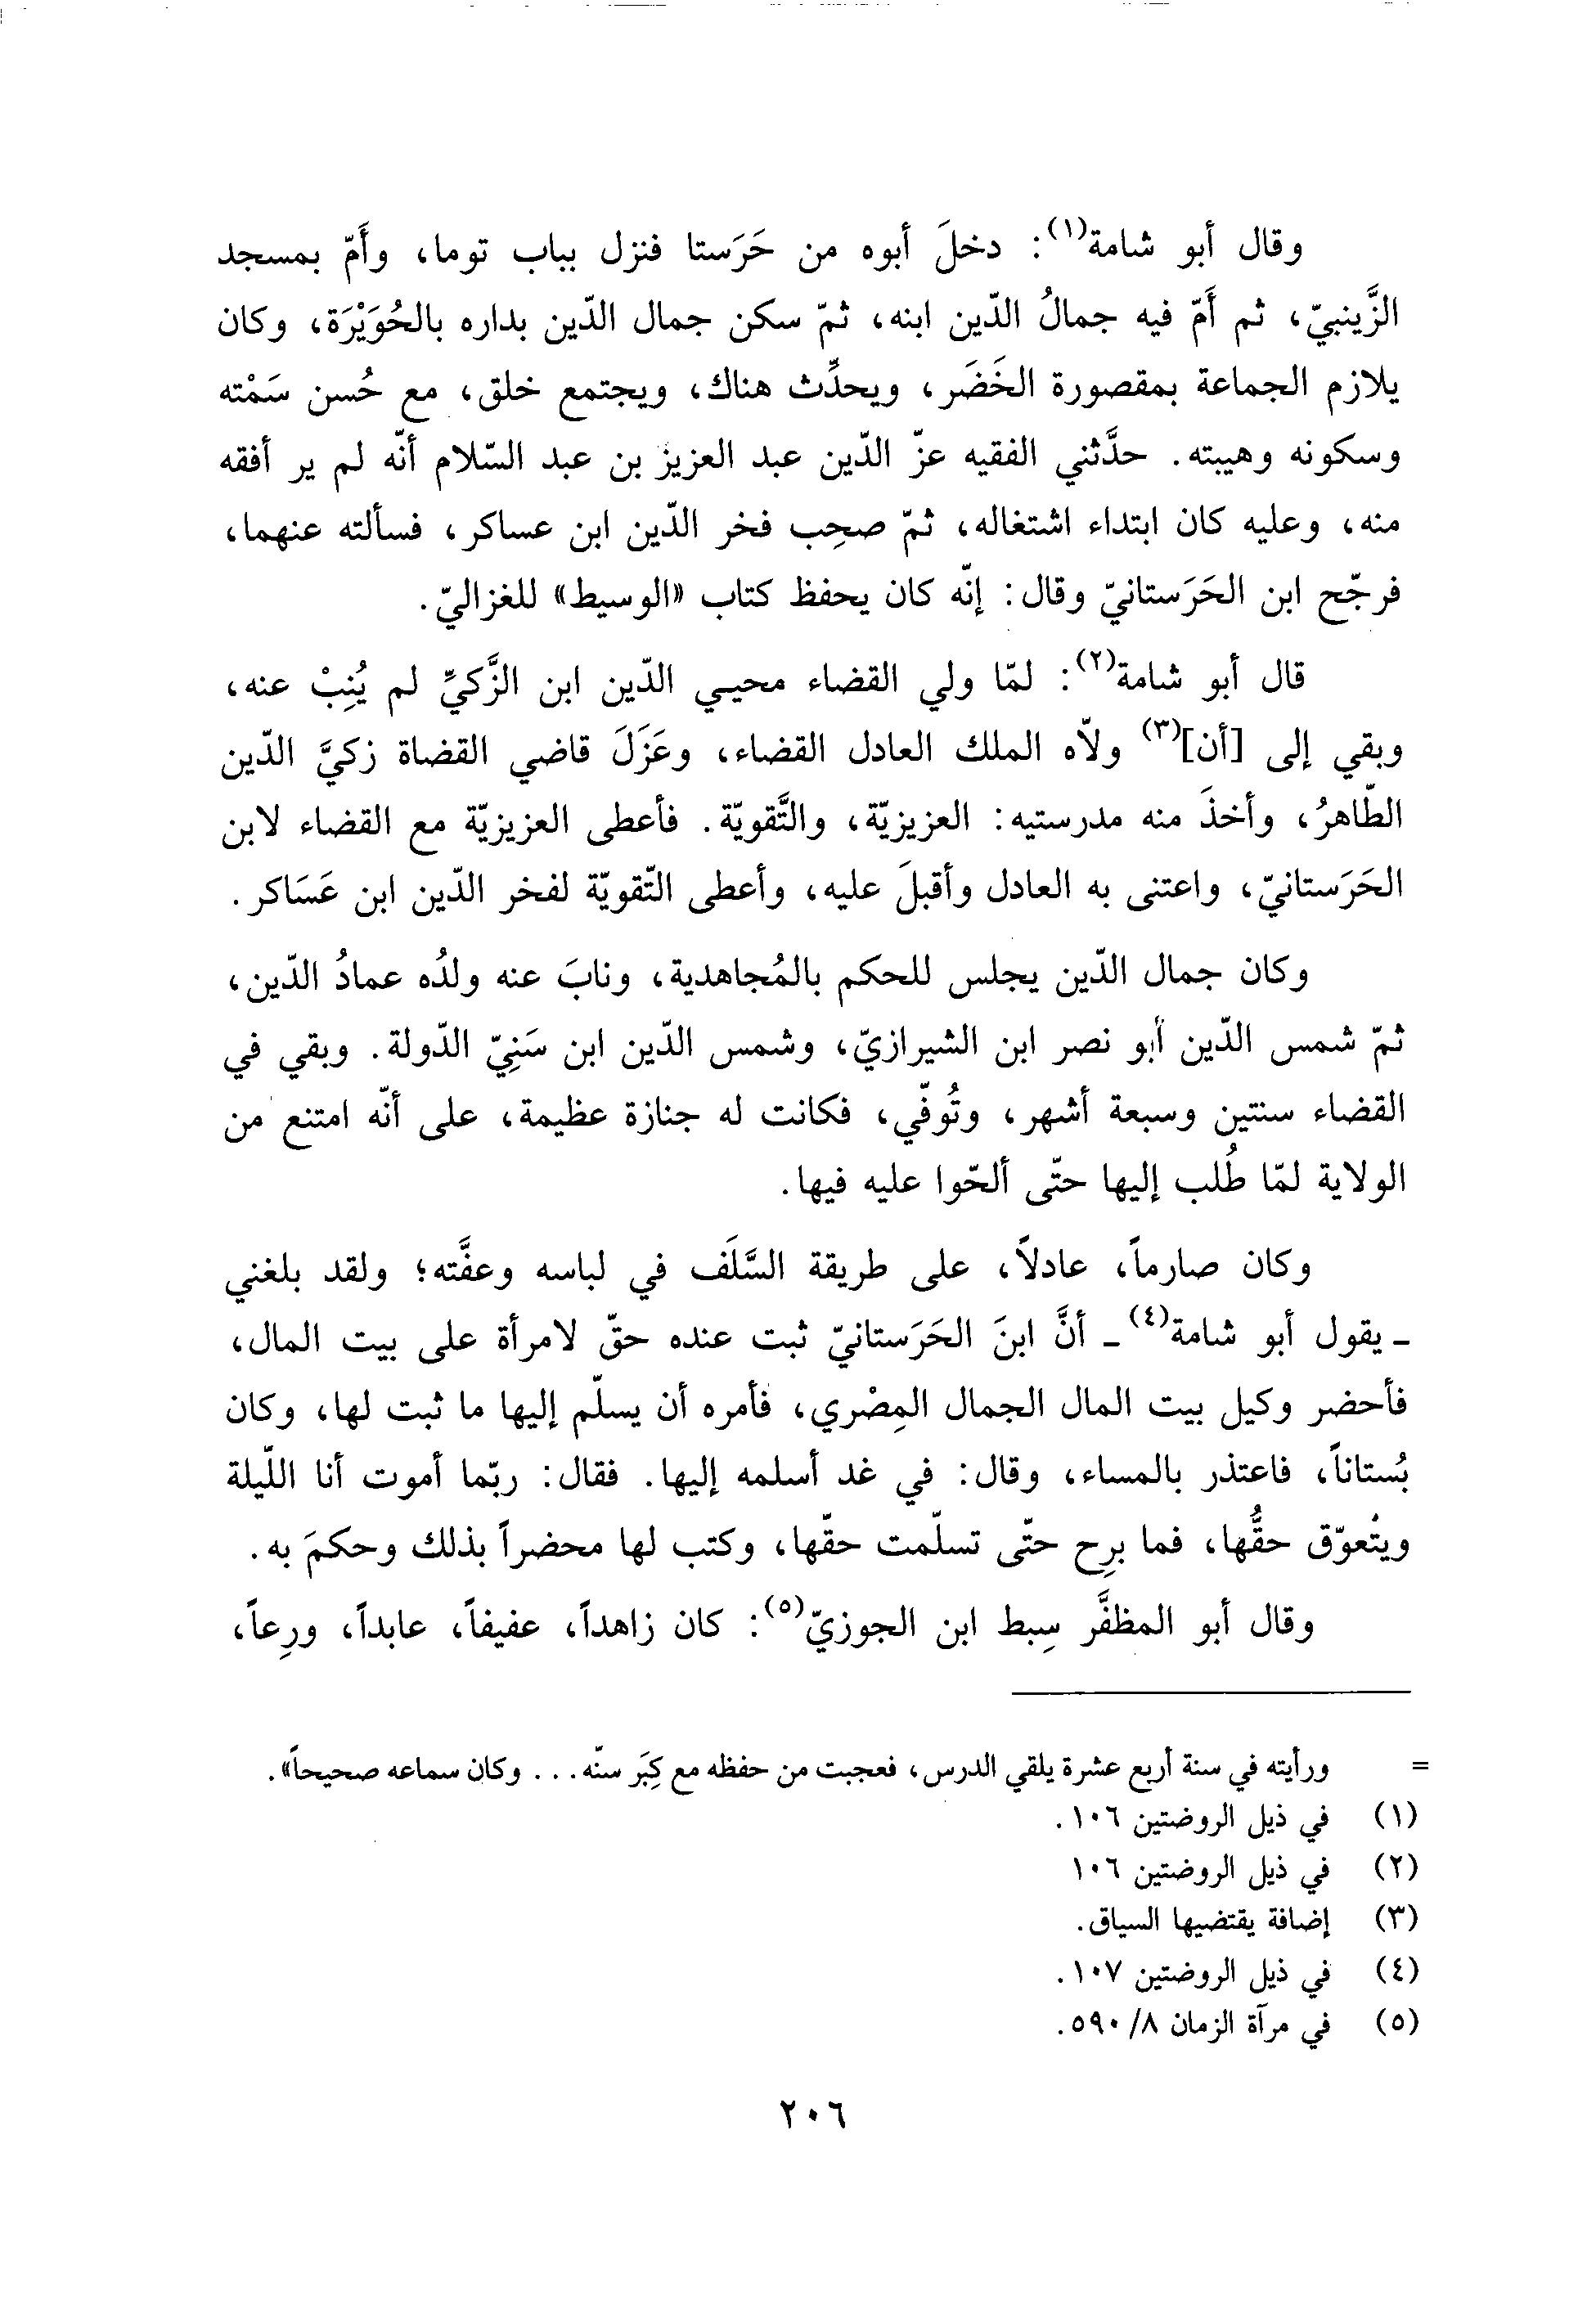 وقال أبو شامة(١): دخلَ أبوه من حَرَستا فنزل بباب توما، وأَمّ بمسجد
الزَّينبيّ، ثم أَمّ فيه جمالُ الدّين ابنه، ثمّ سكن جمال الدّين بداره بالحُوَيْرَة، وكان
يلازم الجماعة بمقصورة الخَضَر، ويحدِّث هناك، ويجتمع خلق، مع حُسن سَمْته
وسكونه وهيبته. حدَّثني الفقيه عزّ الدّين عبد العزيز بن عبد السّلام أنّه لم ير أفقه
منه، وعليه كان ابتداء اشتغاله، ثمّ صحِب فخر الدّين ابن عساكر، فسألته عنهما،
فرجّح ابن الحَرَستانيّ وقال: إنّه كان يحفظ كتاب «الوسيط» للغزاليّ.
قال أبو شامة(٢): لمّا ولي القضاء محيي الدّين ابن الزَّكيِّ لم يُنِبْ عنه،
وبقي إلى [أن](٣) ولاّه الملك العادل القضاء، وعَزَلَ قاضي القضاة زكيَّ الدّين
الطّاهرُ، وأخذَ منه مدرستيه: العزيزيّة، والتَّقويّة. فأعطى العزيزيّة مع القضاء لابن
الحَرَستانيّ، واعتنى به العادل وأقبلَ عليه، وأعطى التّقويّة لفخر الدّين ابن عَسَاكر.
وكان جمال الدّين يجلس للحكم بالمُجاهدية، ونابَ عنه ولدُه عمادُ الدّين،
ثمّ شمس الدّين أبو نصر ابن الشيرازيّ، وشمس الدّين ابن سَنِيّ الدّولة. وبقي في
القضاء سنتين وسبعة أشهر، وتُوفّي، فكانت له جنازة عظيمة، على أنّه امتنع من
الولاية لمّا طُلب إليها حتّى ألحّوا عليه فيها.
وكان صارماً، عادلاً، على طريقة السَّلَف في لباسه وعفَّته؛ ولقد بلغني
ـ يقول أبو شامة(٤) ـ أنَّ ابنَ الحَرَستانيّ ثبت عنده حقّ لامرأة على بيت المال،
فأحضر وكيل بيت المال الجمال المِصْري، فأمره أن يسلّم إليها ما ثبت لها، وكان
بُستاناً، فاعتذر بالمساء، وقال: في غد أسلمه إليها. فقال: ربّما أموت أنا اللّيلة
ويتُعوّق حقُّها، فما برِح حتّى تسلّمت حقّها، وكتب لها محضراً بذلك وحكمَ به.
وقال أبو المظفَّر سِبط ابن الجوزيّ(٥): كان زاهداً، عفيفاً، عابداً، ورِعاً،
= ورأيته في سنة أربع عشرة يلقي الدرس، فعجبت من حفظه مع كِبَر سنّه... وكان سماعه صحيحاً».
(١) في ذيل الروضتين ١٠٦.
(٢) في ذيل الروضتين ١٠٦
(٣) إضافة يقتضيها السياق.
(٤) في ذيل الروضتين ١٠٧.
(٥) في مرآة الزمان ٨/ ٥٩٠.
٢٠٦